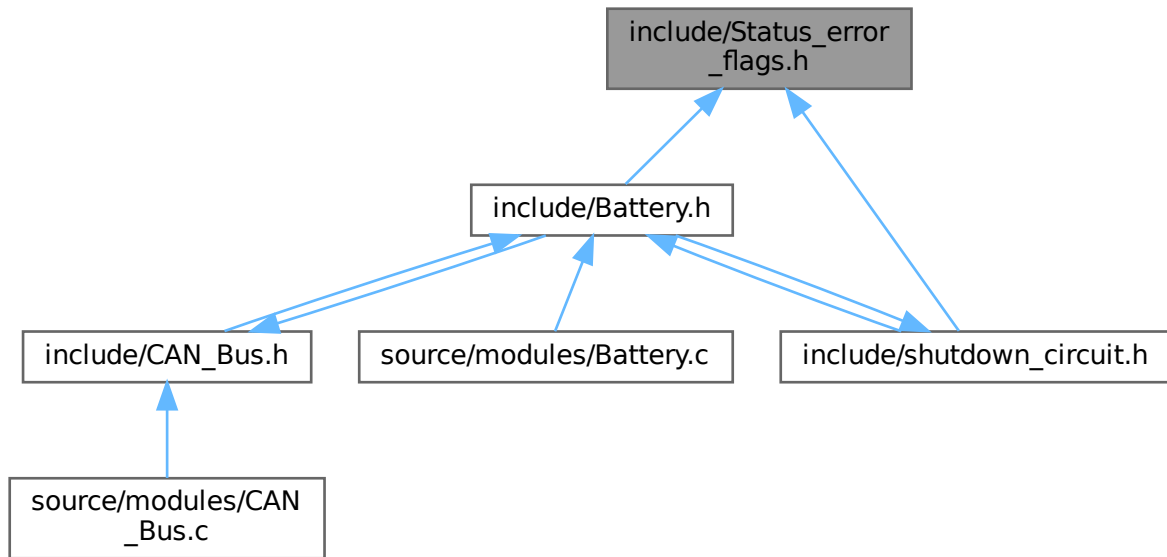 include/Status_error
_flags.h
include/Battery.h
include/CAN_Bus.h
source/modules/Battery.c
include/shutdown_circuit.h
source/modules/CAN
_Bus.c